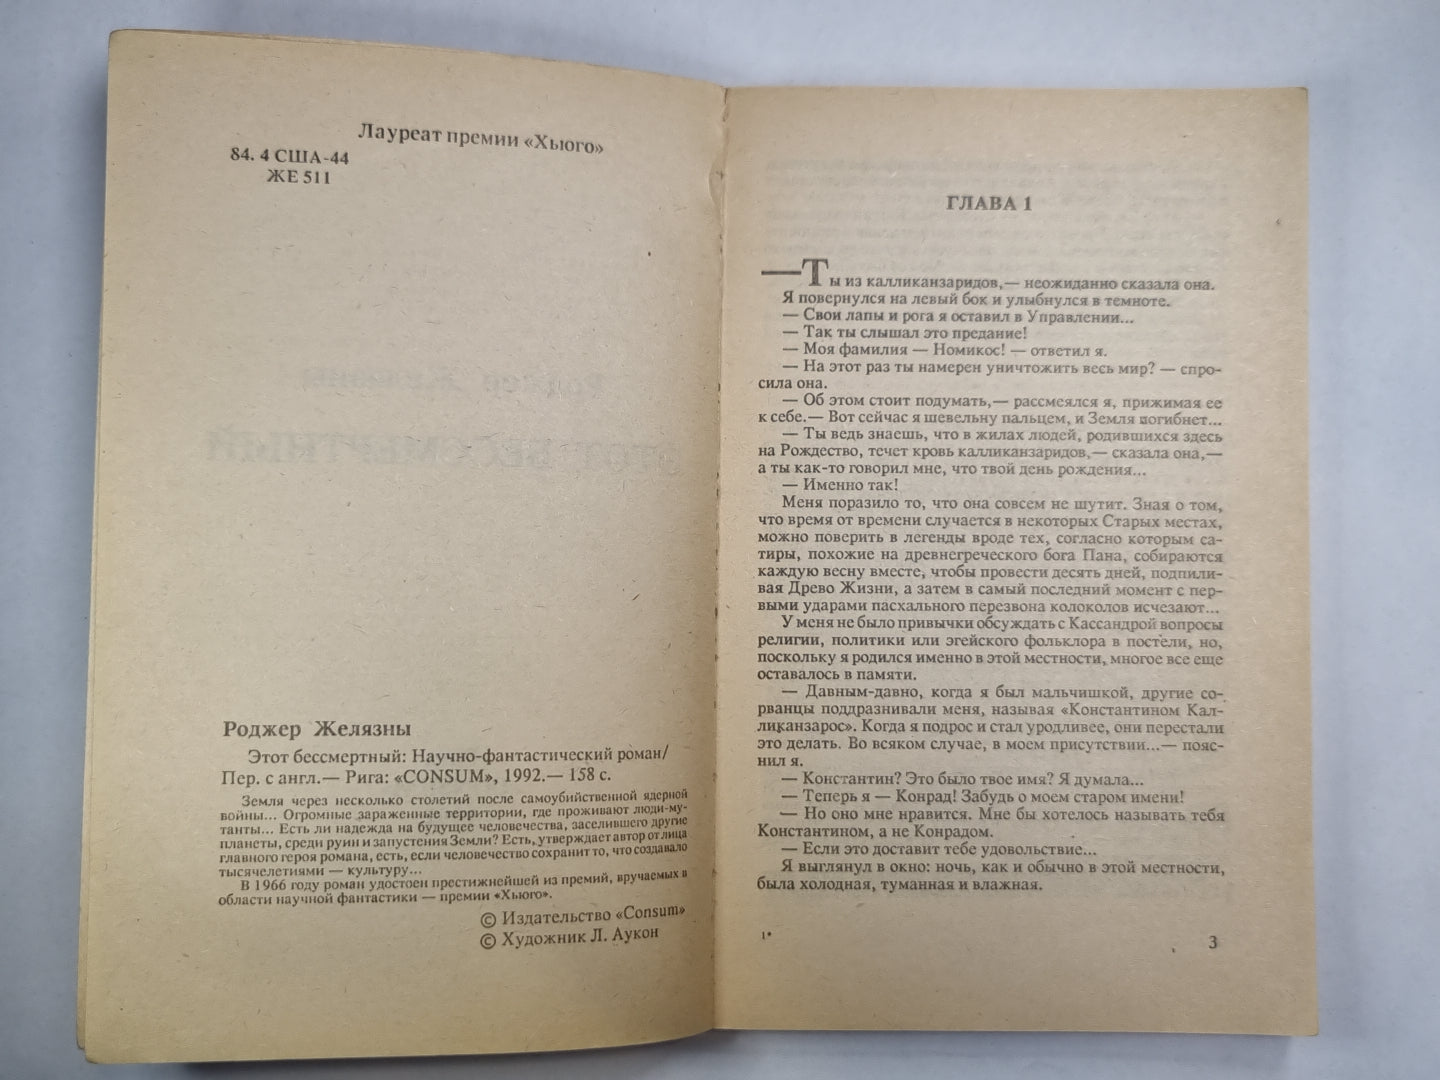 Лауреат премии «Хьюго»
84. 4 США-44
ЖЕ 511
Роджер Желязны
Этот бессмертный: Научно-фантастический роман/
Пер. с англ.— Рига: «CONSUM», 1992.— 158 с.
Земля через несколько столетий после самоубийственной ядерной
войны... Огромные зараженные территории, где проживают люди-му-
танты... Есть ли надежда на будущее человечества, заселившего другие
планеты, среди руин и запустения Земли? Есть, утверждает автор от лица
главного героя романа, есть, если человечество сохранит то, что создавало
тысячелетиями — культуру...
В 1966 году роман удостоен престижнейшей из премий, вручаемых в
области научной фантастики — премии «Хьюго».
© Издательство «Consum»
© Художник Л. Аукон
ГЛАВА 1
—Ты из калликанзаридов,— неожиданно сказала она.
Я повернулся на левый бок и улыбнулся в темноте.
— Свои лапы и рога я оставил в Управлении...
— Так ты слышал это предание!
— Моя фамилия — Номикос! — ответил я.
— На этот раз ты намерен уничтожить весь мир? — спро-
сила она.
— Об этом стоит подумать,— рассмеялся я, прижимая ее
к себе.— Вот сейчас я шевельну пальцем, и Земля погибнет...
— Ты ведь знаешь, что в жилах людей, родившихся здесь
на Рождество, течет кровь калликанзаридов,— сказала она,—
а ты как-то говорил мне, что твой день рождения...
— Именно так!
Меня поразило то, что она совсем не шутит. Зная о том,
что время от времени случается в некоторых Старых местах,
можно поверить в легенды вроде тех, согласно которым са-
тиры, похожие на древнегреческого бога Пана, собираются
каждую весну вместе, чтобы провести десять дней, подпили-
вая Древо Жизни, а затем в самый последний момент с пер-
выми ударами пасхального перезвона колоколов исчезают...
У меня не было привычки обсуждать с Кассандрой вопросы
религии, политики или эгейского фольклора в постели, но,
поскольку я родился именно в этой местности, многое все еще
оставалось в памяти.
— Давным-давно, когда я был мальчишкой, другие со-
рванцы поддразнивали меня, называя «Константином Кал-
ликанзарос». Когда я подрос и стал уродливее, они перестали
это делать. Во всяком случае, в моем присутствии...— пояс-
нил я.
— Константин? Это было твое имя? Я думала...
— Теперь я — Конрад! Забудь о моем старом имени!
— Но оно мне нравится. Мне бы хотелось называть тебя
Константином, а не Конрадом.
— Если это доставит тебе удовольствие...
Я выглянул в окно: ночь, как и обычно в этой местности,
была холодная, туманная и влажная.
1*
3